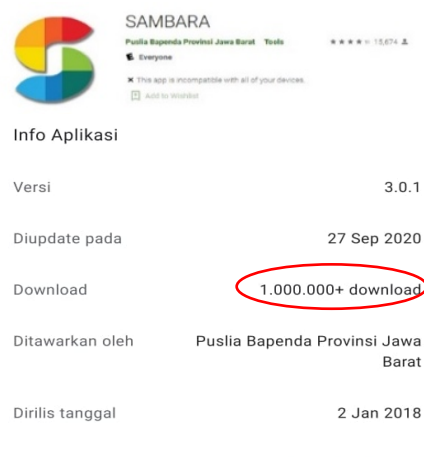 SAMBARA
Puslia Bapenda Provinsi Jawa Barat Tools 13,674
Everyone
This app is incompatible with all of your devices.
Add to Wishlist
Info Aplikasi
Versi 3.0.1
Diupdate pada 27 Sep 2020
Download 1.000.000+ download
Ditawarkan oleh Puslia Bapenda Provinsi Jawa
Barat
Dirilis tanggal 2 Jan 2018